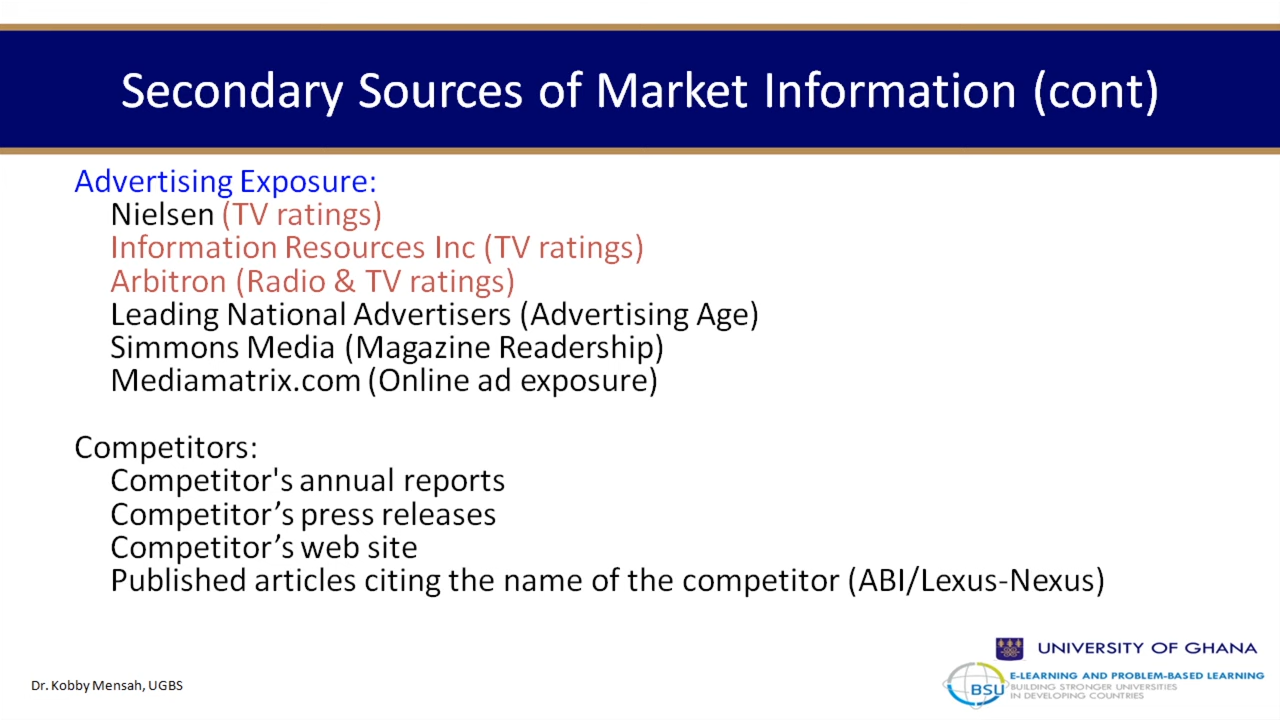 Secondary Sources of Market Information (cont)
Advertising Exposure:
Nielsen (TV ratings)
Information Resources Inc (TV ratings)
Arbitron (Radio & TV ratings)
Leading National Advertisers (Advertising Age)
Simmons Media (Magazine Readership)
Mediamatrix.com (Online ad exposure)
Competitors:
Competitor's annual reports
Competitor’s press releases
Competitor’s web site
Published articles citing the name of the competitor (ABI/Lexus-Nexus)
Dr. Kobby Mensah, UGBS
UNIVERSITY OF GHANA
BSU
E-LEARNING AND PROBLEM-BASED LEARNING
BUILDING STRONGER UNIVERSITIES
IN DEVELOPING COUNTRIES